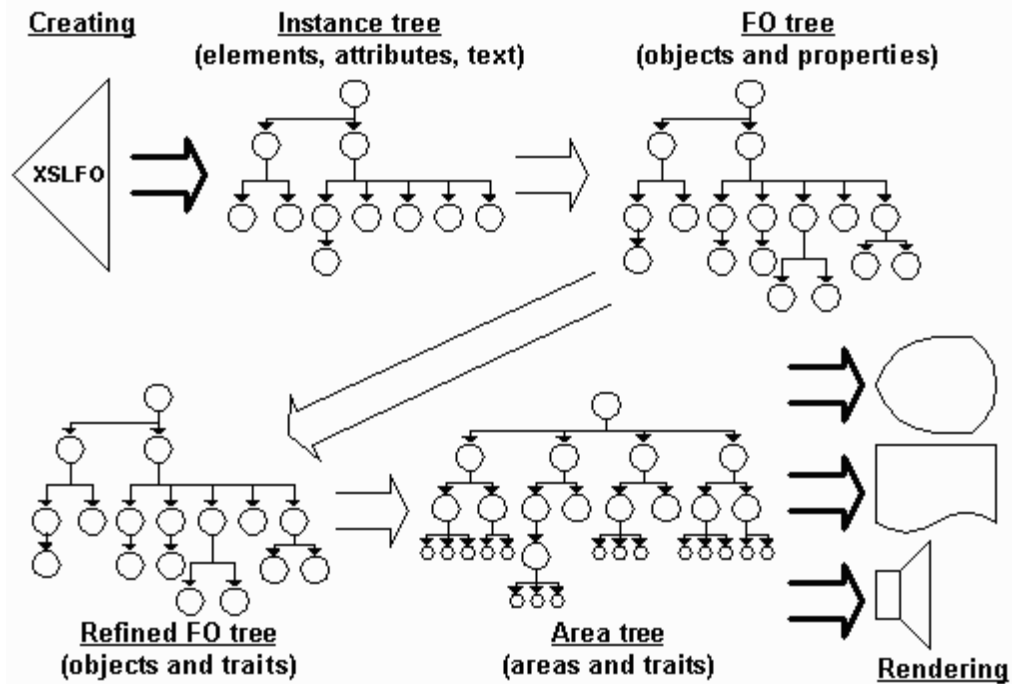 Creating
Instance tree
(elements, attributes, text)
FO tree
(objects and properties)
XSLFO
Refined FO tree
(objects and traits)
Area tree
(areas and traits)
Rendering